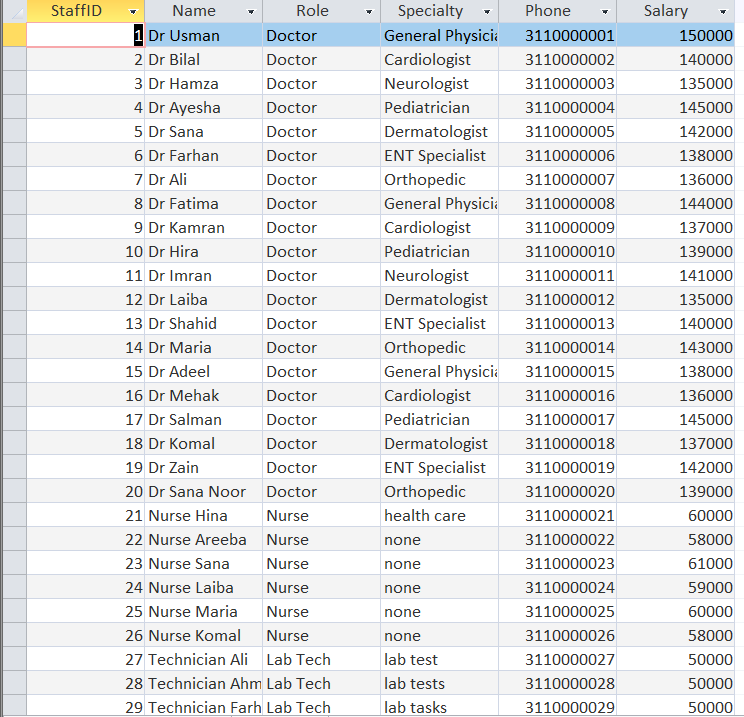 StaffID Name Role Specialty Phone Salary
1 Dr Usman Doctor General Physicia 3110000001 150000
2 Dr Bilal Doctor Cardiologist 3110000002 140000
3 Dr Hamza Doctor Neurologist 3110000003 135000
4 Dr Ayesha Doctor Pediatrician 3110000004 145000
5 Dr Sana Doctor Dermatologist 3110000005 142000
6 Dr Farhan Doctor ENT Specialist 3110000006 138000
7 Dr Ali Doctor Orthopedic 3110000007 136000
8 Dr Fatima Doctor General Physicia 3110000008 144000
9 Dr Kamran Doctor Cardiologist 3110000009 137000
10 Dr Hira Doctor Pediatrician 3110000010 139000
11 Dr Imran Doctor Neurologist 3110000011 141000
12 Dr Laiba Doctor Dermatologist 3110000012 135000
13 Dr Shahid Doctor ENT Specialist 3110000013 140000
14 Dr Maria Doctor Orthopedic 3110000014 143000
15 Dr Adeel Doctor General Physicia 3110000015 138000
16 Dr Mehak Doctor Cardiologist 3110000016 136000
17 Dr Salman Doctor Pediatrician 3110000017 145000
18 Dr Komal Doctor Dermatologist 3110000018 137000
19 Dr Zain Doctor ENT Specialist 3110000019 142000
20 Dr Sana Noor Doctor Orthopedic 3110000020 139000
21 Nurse Hina Nurse health care 3110000021 60000
22 Nurse Areeba Nurse none 3110000022 58000
23 Nurse Sana Nurse none 3110000023 61000
24 Nurse Laiba Nurse none 3110000024 59000
25 Nurse Maria Nurse none 3110000025 60000
26 Nurse Komal Nurse none 3110000026 58000
27 Technician Ali Lab Tech lab test 3110000027 50000
28 Technician Ahm Lab Tech lab tests 3110000028 50000
29 Technician Farh Lab Tech lab tasks 3110000029 50000